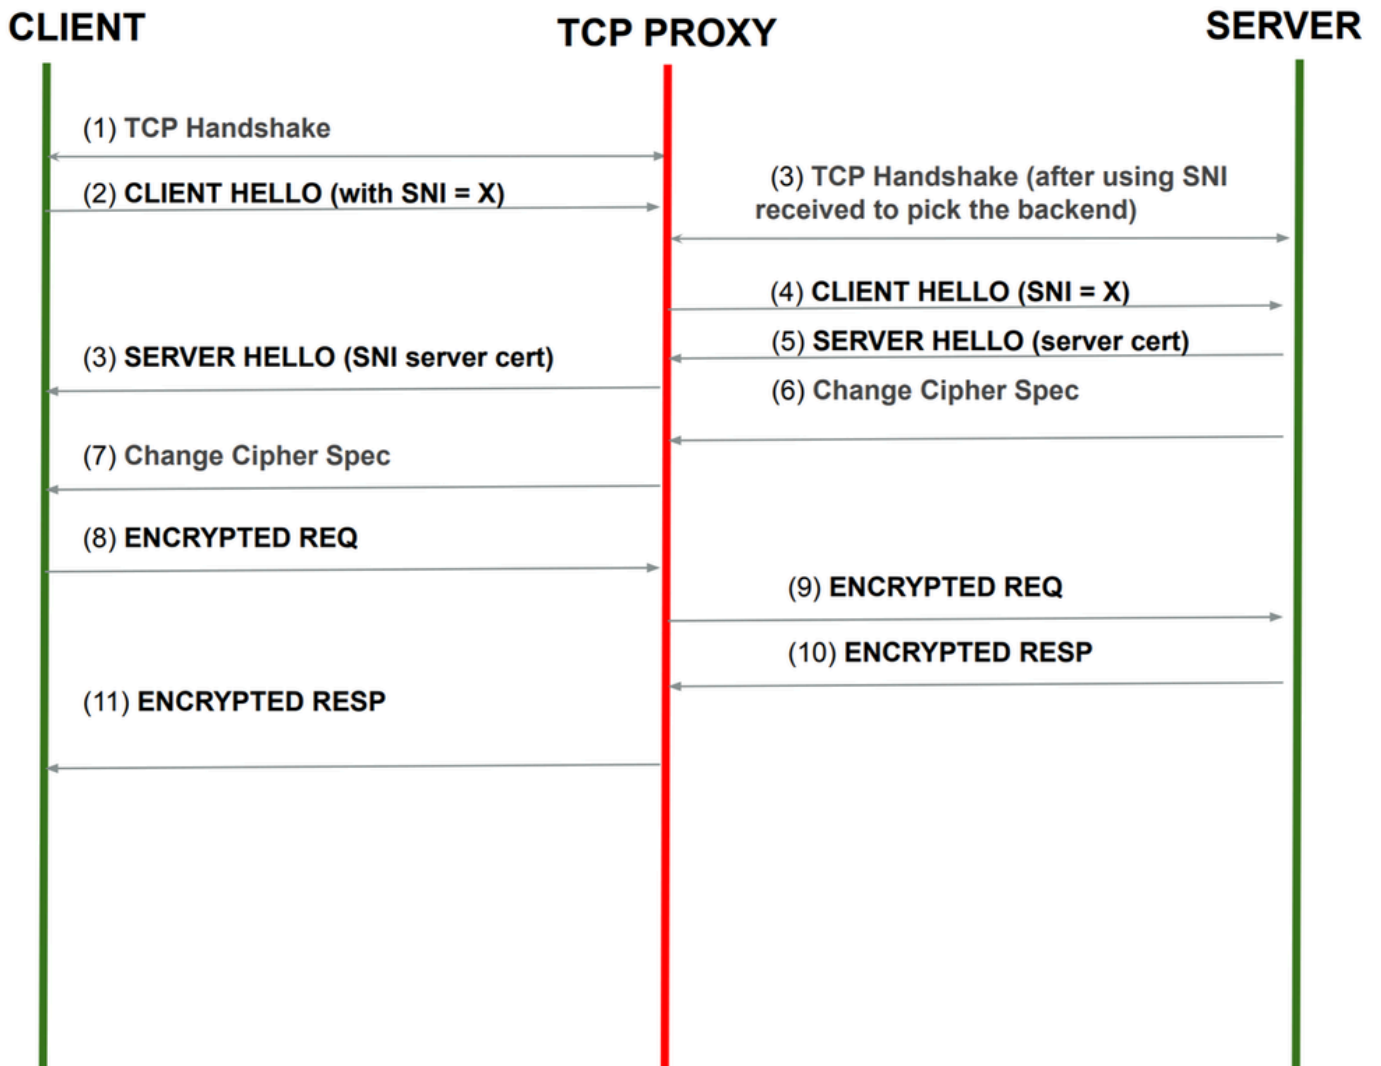 CLIENT
TCP PROXY
SERVER
(1) TCP Handshake
(2) CLIENT HELLO (with SNI = X)
(3) TCP Handshake (after using SNI
received to pick the backend)
(4) CLIENT HELLO (SNI = X)
(5) SERVER HELLO (server cert)
(3) SERVER HELLO (SNI server cert)
(6) Change Cipher Spec
(7) Change Cipher Spec
(8) ENCRYPTED REQ
(9) ENCRYPTED REQ
(10) ENCRYPTED RESP
(11) ENCRYPTED RESP